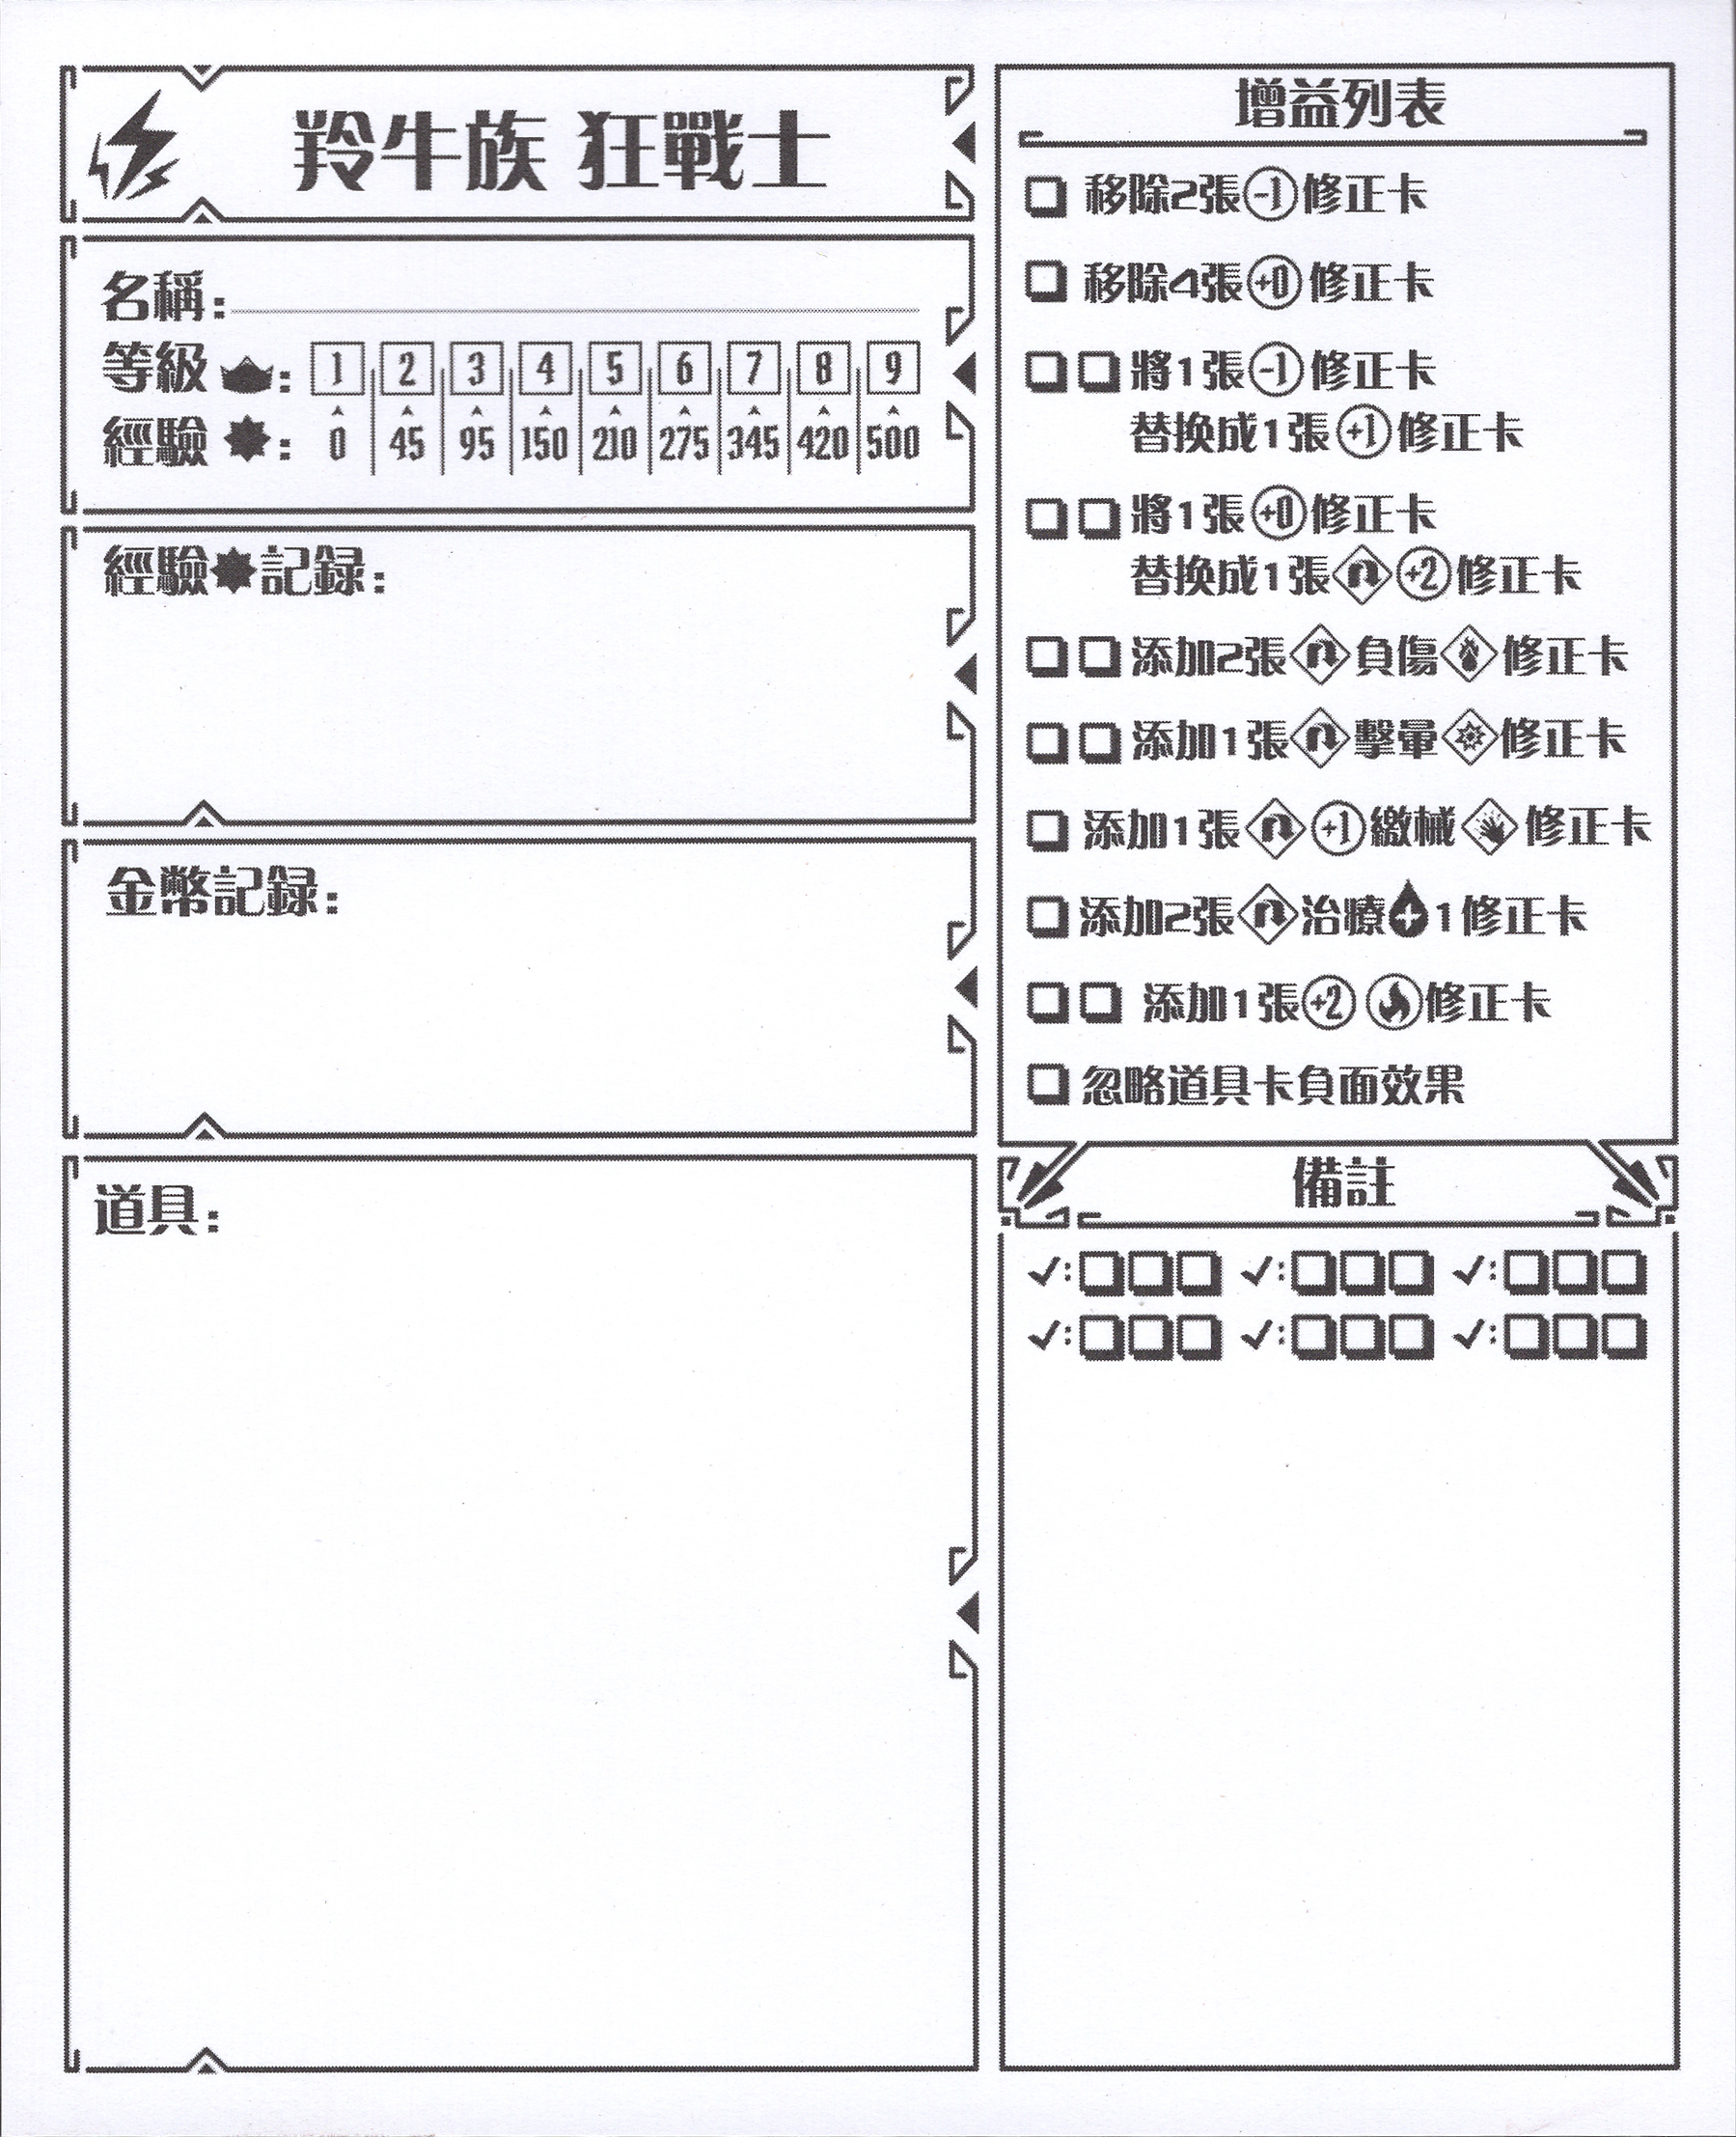 羚牛族 狂戰士
名稱:
等級: 1 2 3 4 5 6 7 8 9
經驗: 0 45 95 150 210 275 345 420 500
經驗記録:
金幣記録:
道具:
增益列表
移除2張-1修正卡
移除4張+0修正卡
將1張-1修正卡
替換成1張+1修正卡
將1張+0修正卡
替換成1張+2修正卡
添加2張負傷修正卡
添加1張擊暈修正卡
添加1張+1繳械修正卡
添加2張治療1修正卡
添加1張+2修正卡
忽略道具卡負面效果
備註
✓: ✓: ✓:
✓: ✓: ✓: